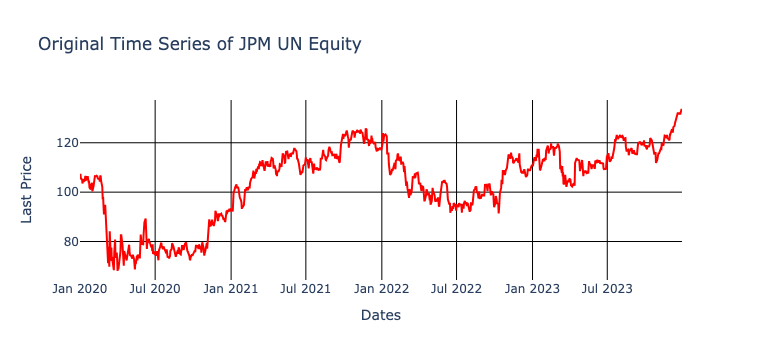 Original Time Series of JPM UN Equity
120
100
80
Last Price
Jan 2020 Jul 2020 Jan 2021 Jul 2021 Jan 2022 Jul 2022 Jan 2023 Jul 2023
Dates